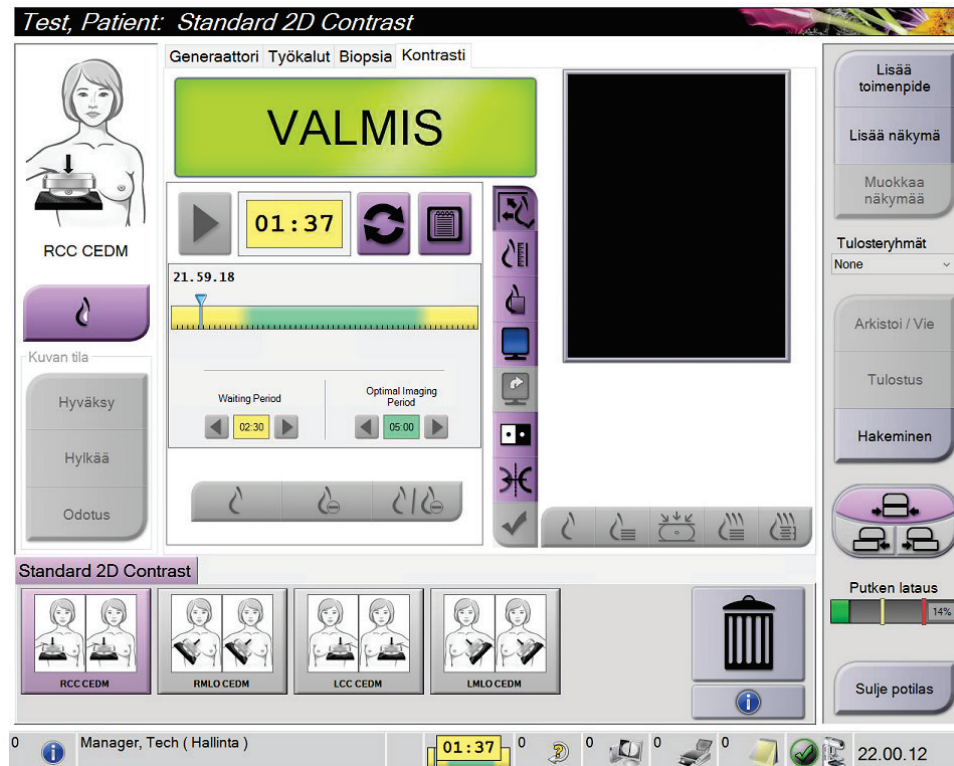 Test, Patient:  Standard 2D Contrast
Generaattori Työkalut Biopsia Kontrasti
VALMIS
RCC CEDM
01:37
21.59.18
Waiting Period
02:30
Optimal Imaging
Period
05:00
Kuvan tila
Hyväksy
Hylkää
Odotus
Lisää
toimenpide
Lisää näkymä
Muokkaa
näkymää
Tulosteryhmät
None
Arkistoi / Vie
Tulostus
Hakeminen
Putken lataus
14%
Sulje potilas
Standard 2D Contrast
RCC CEDM
RMLO CEDM
LCC CEDM
LMLO CEDM
0
Manager, Tech ( Hallinta )
01:37
0
0
0
0
22.00.12